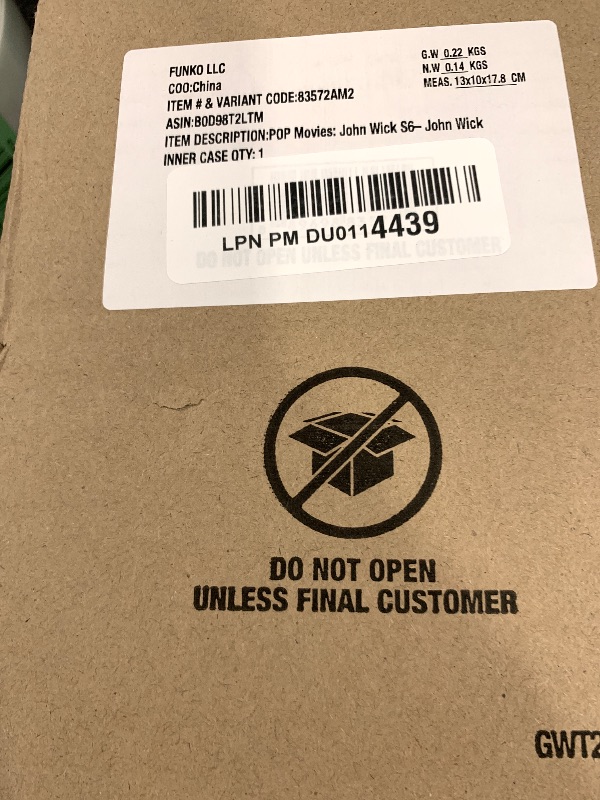 FUNKO LLC
COO:China
ITEM # & VARIANT CODE:83572AM2
ASIN:B0D98T2LTM
ITEM DESCRIPTION:POP Movies: John Wick S6– John Wick
INNER CASE QTY: 1
G.W 0.22 KGS
N.W 0.14 KGS
MEAS. 13x10x17.8 CM
LPN PM DU0114439
DO NOT OPEN UNLESS FINAL CUSTOMER
DO NOT OPEN
UNLESS FINAL CUSTOMER
GWT2